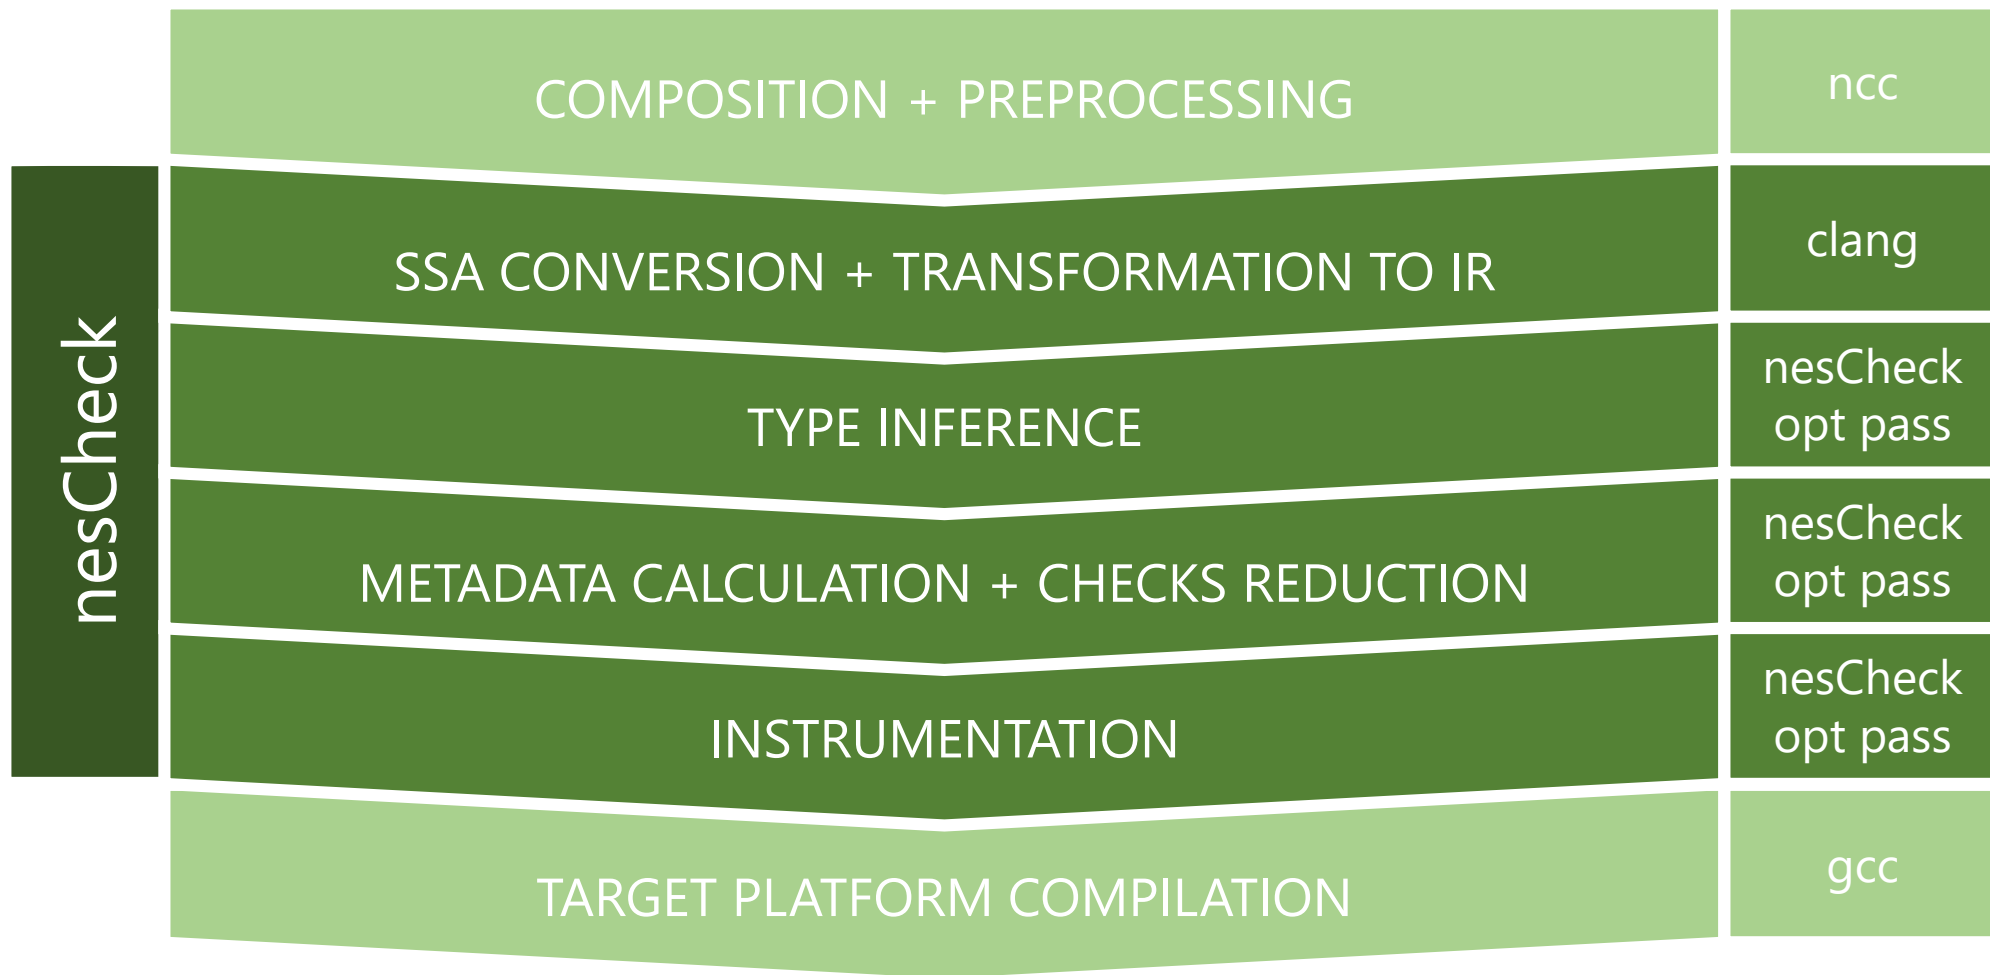 COMPOSITION + PREPROCESSING
ncc
nesCheck
SSA CONVERSION + TRANSFORMATION TO IR
clang
TYPE INFERENCE
nesCheck
opt pass
METADATA CALCULATION + CHECKS REDUCTION
nesCheck
opt pass
INSTRUMENTATION
nesCheck
opt pass
TARGET PLATFORM COMPILATION
gcc